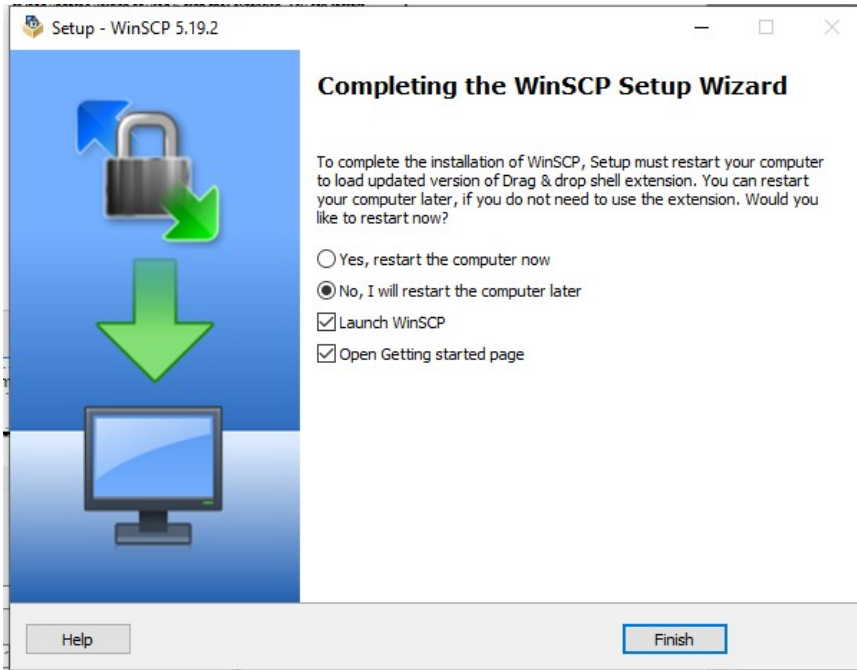 Setup - WinSCP 5.19.2
Completing the WinSCP Setup Wizard
To complete the installation of WinSCP, Setup must restart your computer
to load updated version of Drag & drop shell extension. You can restart
your computer later, if you do not need to use the extension. Would you
like to restart now?
Yes, restart the computer now
No, I will restart the computer later
Launch WinSCP
Open Getting started page
Help
Finish